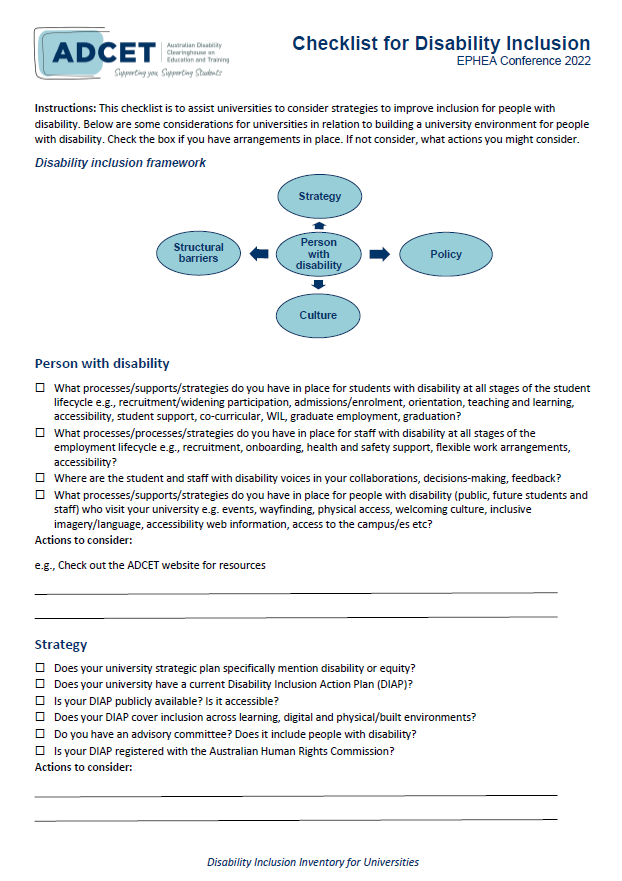 ADCET
Australian Disability
Clearinghouse on
Education and Training
Supporting you, Supporting Students
Checklist for Disability Inclusion
EPHEA Conference 2022
Instructions: This checklist is to assist universities to consider strategies to improve inclusion for people with
disability. Below are some considerations for universities in relation to building a university environment for people
with disability. Check the box if you have arrangements in place. If not consider, what actions you might consider.
Disability inclusion framework
Strategy
Structural
barriers
Person
with
disability
Policy
Culture
Person with disability
☐ What processes/supports/strategies do you have in place for students with disability at all stages of the student
lifecycle e.g., recruitment/widening participation, admissions/enrolment, orientation, teaching and learning,
accessibility, student support, co-curricular, WIL, graduate employment, graduation?
☐ What processes/processes/strategies do you have in place for staff with disability at all stages of the
employment lifecycle e.g., recruitment, onboarding, health and safety support, flexible work arrangements,
accessibility?
☐ Where are the student and staff with disability voices in your collaborations, decisions-making, feedback?
☐ What processes/supports/strategies do you have in place for people with disability (public, future students and
staff) who visit your university e.g. events, wayfinding, physical access, welcoming culture, inclusive
imagery/language, accessibility web information, access to the campus/es etc?
Actions to consider:
e.g., Check out the ADCET website for resources
Strategy
☐ Does your university strategic plan specifically mention disability or equity?
☐ Does your university have a current Disability Inclusion Action Plan (DIAP)?
☐ Is your DIAP publicly available? Is it accessible?
☐ Does your DIAP cover inclusion across learning, digital and physical/built environments?
☐ Do you have an advisory committee? Does it include people with disability?
☐ Is your DIAP registered with the Australian Human Rights Commission?
Actions to consider:
Disability Inclusion Inventory for Universities